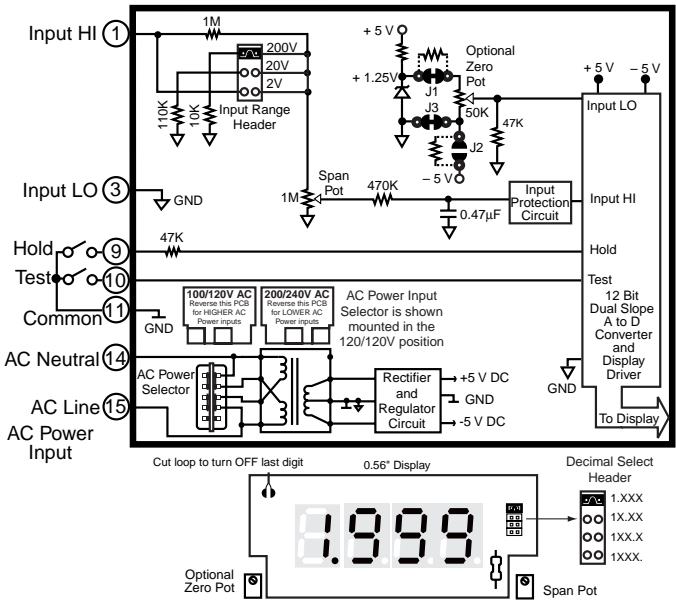 Input HI 1
1M
200V
20V
2V
Input Range
Header
110K
10K
+ 5 V
+ 1.25V
J1
J3
J2
Optional
Zero
Pot
50K
47K
– 5 V
+ 5 V
– 5 V
Input LO
Input LO 3
GND
1M
Span
Pot
470K
0.47µF
Input
Protection
Circuit
Input HI
Hold 9
47K
Hold
Test 10
Test
Common 11
GND
100/120V AC
Reverse this PCB
for HIGHER AC
Power inputs
200/240V AC
Reverse this PCB
for LOWER AC
Power inputs
AC Power Input
Selector is shown
mounted in the
120/120V position
12 Bit
Dual Slope
A to D
Converter
and
Display
Driver
GND
To Display
AC Neutral 14
AC Line 15
AC Power
Input
AC Power
Selector
Rectifier
and
Regulator
Circuit
+5 V DC
GND
-5 V DC
Cut loop to turn OFF last digit
0.56" Display
Decimal Select
Header
1.XXX
1X.XX
1XX.X
1XXX.
1.999
Optional
Zero Pot
Span Pot